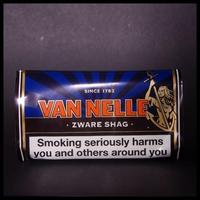 SINCE 1782
VAN NELLE
· ZWARE SHAG ·
Smoking seriously harms
you and others around you